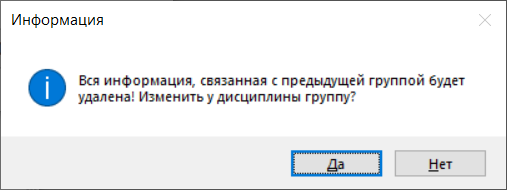 Информация
Вся информация, связанная с предыдущей группой будет
удалена! Изменить у дисциплины группу?
Да
Нет